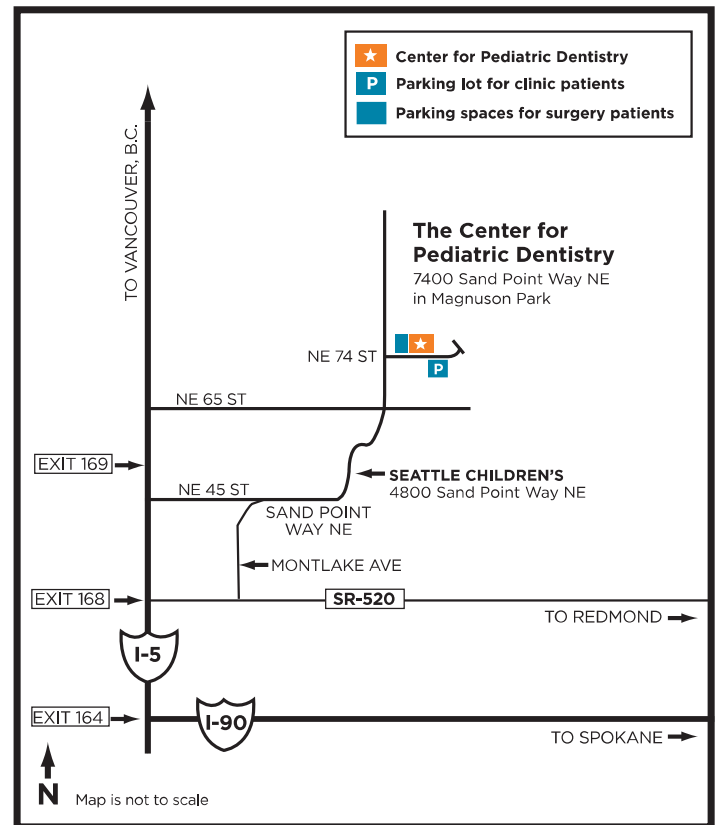 Center for Pediatric Dentistry
P
Parking lot for clinic patients
Parking spaces for surgery patients
TO VANCOUVER, B.C.
The Center for
Pediatric Dentistry
7400 Sand Point Way NE
in Magnuson Park
NE 74 ST
P
NE 65 ST
EXIT 169
SEATTLE CHILDREN'S
4800 Sand Point Way NE
NE 45 ST
SAND POINT
WAY NE
MONTLAKE AVE
EXIT 168
SR-520
TO REDMOND
I-5
EXIT 164
I-90
TO SPOKANE
N
Map is not to scale